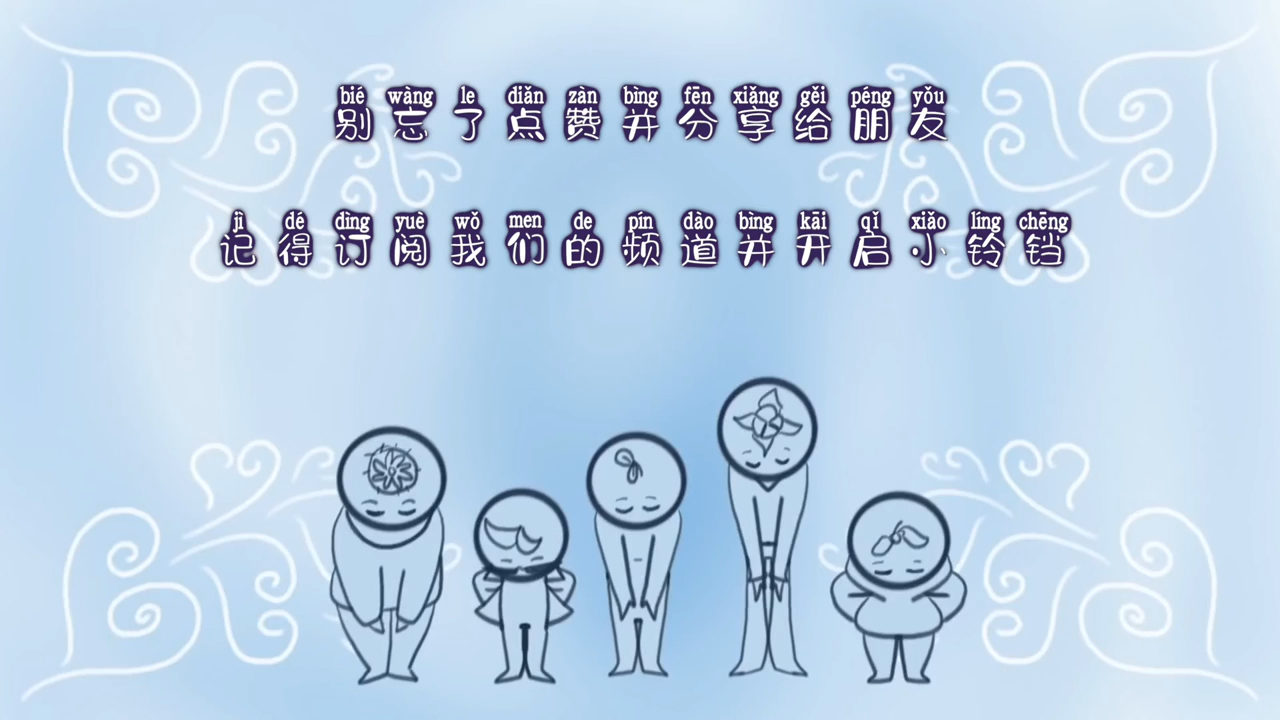 bié wàng le diǎn zàn bìng fēn xiǎng gěi péng yǒu
别忘了点赞并分享给朋友
jì dé dìng yuè wǒ men de pín dào bìng kāi qǐ xiǎo líng chēng
记得订阅我们的频道并开启小铃铛